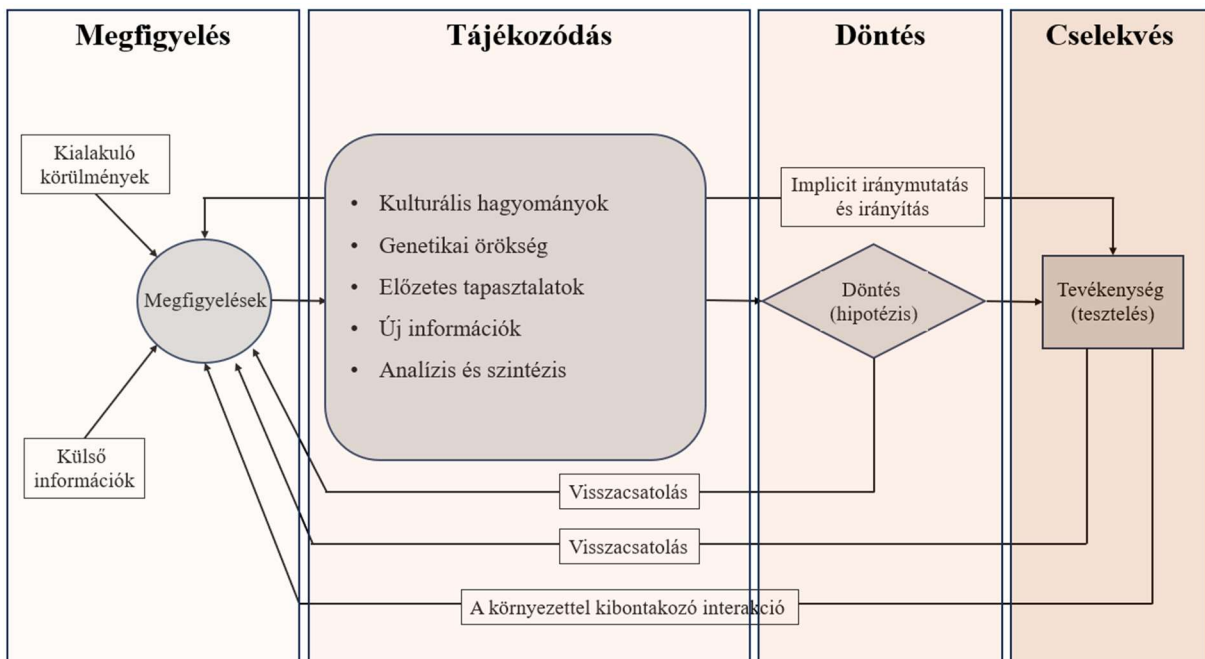 Megfigyelés
Tájékozódás
Döntés
Cselekvés
Kialakuló
körülmények
Megfigyelések
Külső
információk
• Kulturális hagyományok
• Genetikai örökség
• Előzetes tapasztalatok
• Új információk
• Analízis és szintézis
Implicit iránymutatás
és irányítás
Döntés
(hipotézis)
Tevékenység
(tesztelés)
Visszacsatolás
Visszacsatolás
A környezettel kibontakozó interakció